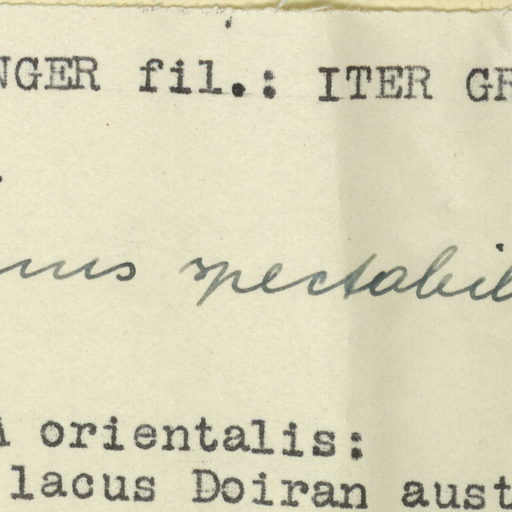 NGER fil.: ITER GR
nus spectabil
A orientalis:
lacus Doiran aust